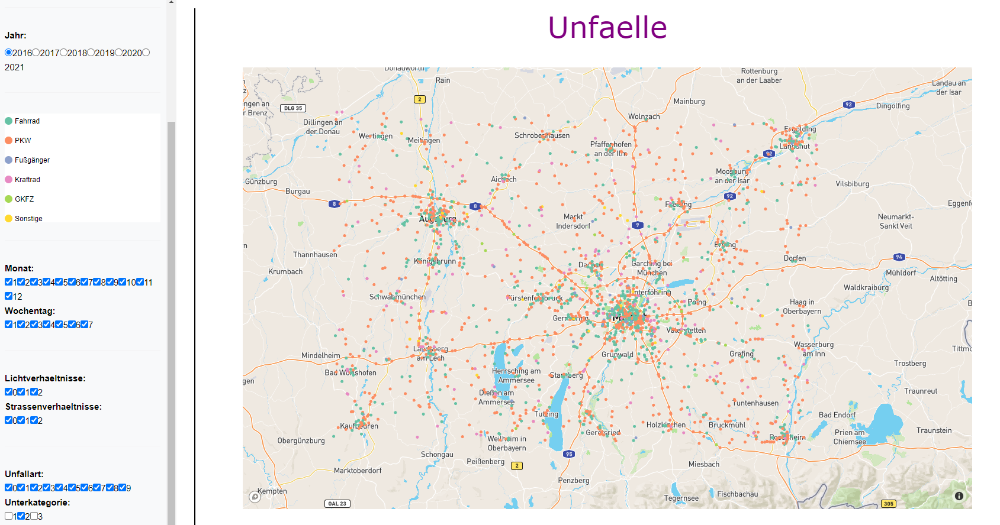 Jahr:
2016 2017 2018 2019 2020
2021
Fahrrad
PKW
Fußgänger
Kraftrad
GKFZ
Sonstige
Monat:
1 2 3 4 5 6 7 8 9 10 11
12
Wochentag:
1 2 3 4 5 6 7
Lichtverhaeltnisse:
0 1 2
Strassenverhaeltnisse:
0 1 2
Unfallart:
0 1 2 3 4 5 6 7 8 9
Unterkategorie:
1 2 3
Unfaelle
Donauwörth
Rain
Rottenburg
an der Laaber
Landau an
der Isar
2
Mainburg
92
Dingolfing
ngen an
r Brenz
DLG 35
Dillingen an
der Donau
Wolnzach
Wertingen
Meitingen
Schrobenhausen
Ergolding
Landshut
Pfaffenhofen
an der Ilm
92
Günzburg
Burgau
Aichach
Moosburg
an der Isar
Vilsbiburg
92
8
8
Freising
Eggenfe
Augsburg
Markt
Indersdorf
9
Neumarkt-
Sankt Veit
Erding
Thannhausen
Königsbrunn
Dachau
Garching bei
München
Dorfen
94
Krumbach
Mühldorf
Altötting
Waldkraiburg
Schwabmünchen
Fürstenfeldbruck
Unterföhring
Poing
Haag in
Oberbayern
B
Germering
Vaterstetten
Wasserburg
am Inn
Tittmo
Mindelheim
Landsberg
am Lech
Grünwald
Grafing
Trostberg
Bad Wörishofen
Herrsching am
Ammersee
Starnberg
gen
Dießen am
Ammersee
Traunreut
Tuntenhausen
Tutzing
Bad Endorf
Kaufbeuren
Geretsried
Holzkirchen
Bruckmühl
Prien am
Chiemsee
Traunstein
Obergünzburg
Weilheim in
Oberbayern
Rosenheim
Schongau
95
Peißenberg
2
Miesbach
Marktoberdorf
Penzberg
Kempten
Tegernsee
Fischbachau
OAL 23
305